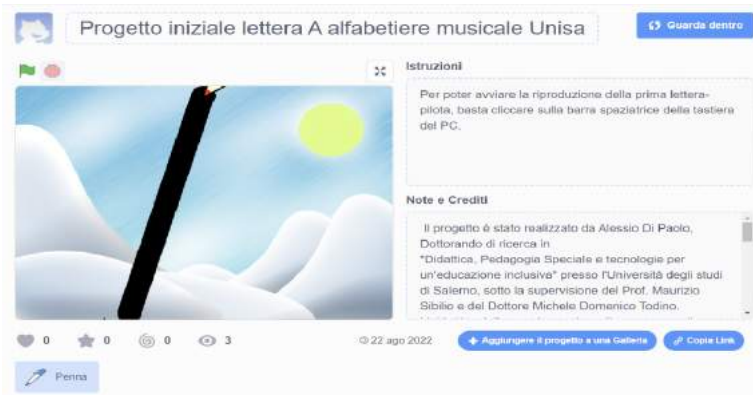 Progetto iniziale lettera A alfabetiere musicale Unisa
Guarda dentro
Istruzioni
Per poter avviare la riproduzione della prima lettera-
pilota, basta cliccare sulla barra spaziatrice della tastiera
del PC.
Note e Crediti
Il progetto è stato realizzato da Alessio Di Paolo,
Dottorando di ricerca in
"Didattica, Pedagogia Speciale e tecnologie per
un'educazione inclusiva" presso l'Università degli studi
di Salerno, sotto la supervisione del Prof. Maurizio
Sibilio e del Dottore Michele Domenico Todino.
0 0 0 3
22 ago 2022
Aggiungere il progetto a una Galleria
Copia Link
Penna